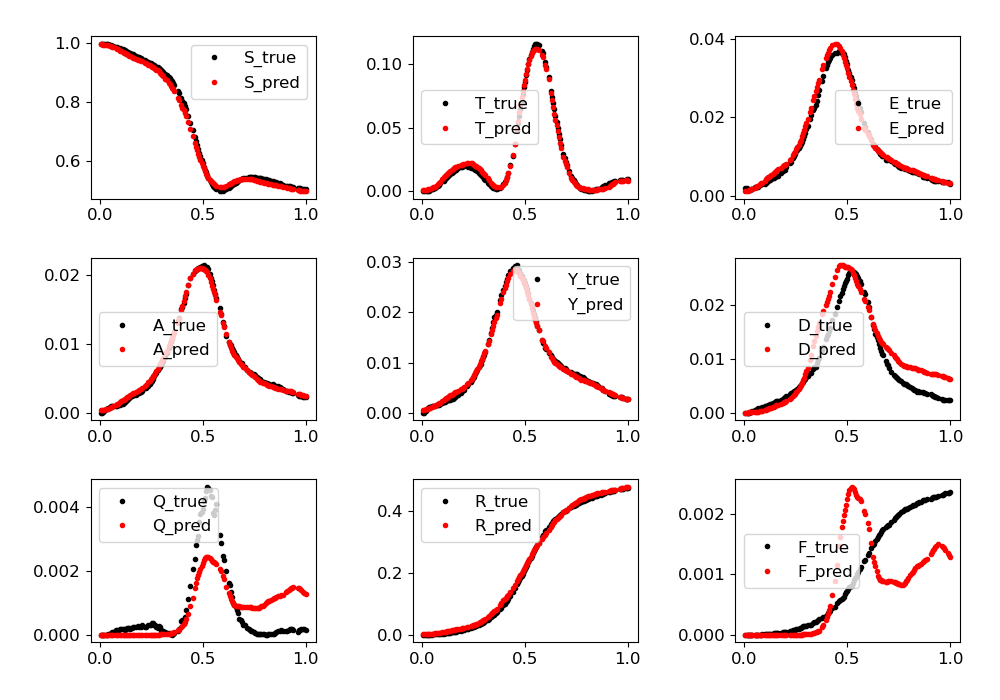 1.0
0.8
0.6
0.0 0.5 1.0
S_true
S_pred
0.10
0.05
0.00
0.0 0.5 1.0
T_true
T_pred
0.04
0.02
0.00
0.0 0.5 1.0
E_true
E_pred
0.02
0.01
0.00
0.0 0.5 1.0
A_true
A_pred
0.03
0.02
0.01
0.00
0.0 0.5 1.0
Y_true
Y_pred
0.02
0.01
0.00
0.0 0.5 1.0
D_true
D_pred
0.004
0.002
0.000
0.0 0.5 1.0
Q_true
Q_pred
0.4
0.2
0.0
0.0 0.5 1.0
R_true
R_pred
0.002
0.001
0.000
0.0 0.5 1.0
F_true
F_pred